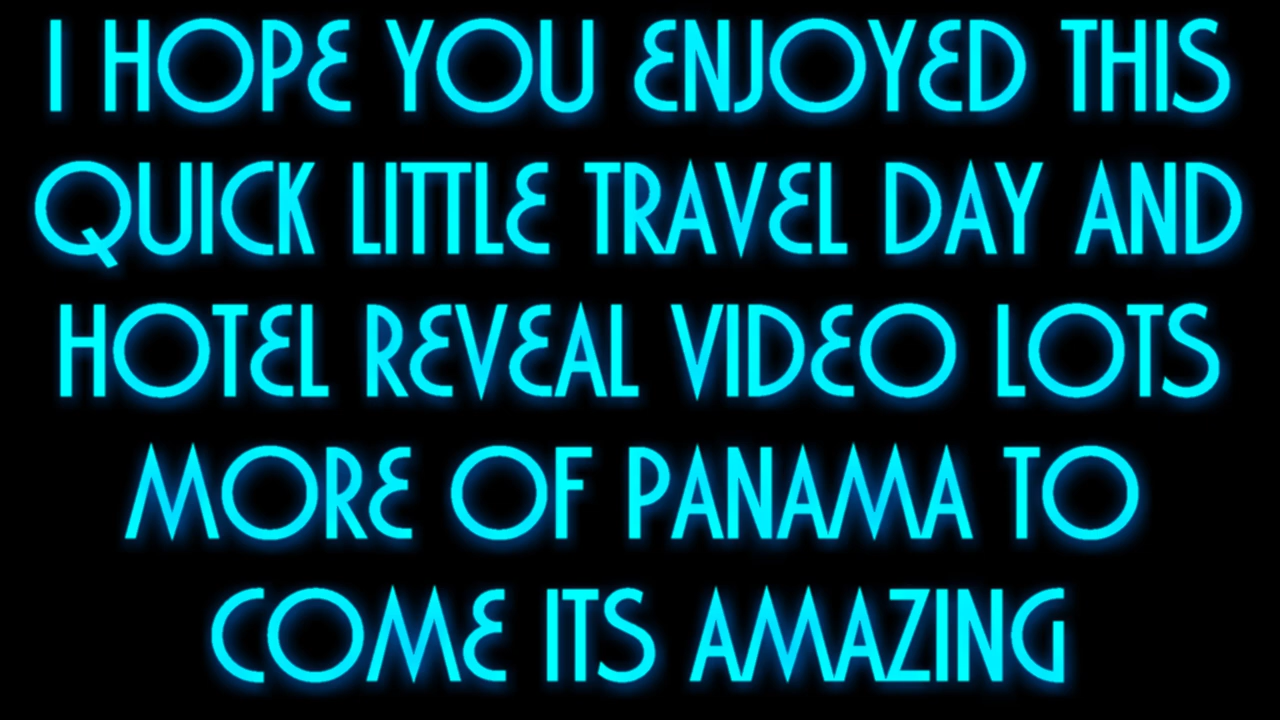 I HOPE YOU ENJOYED THIS
QUICK LITTLE TRAVEL DAY AND
HOTEL REVEAL VIDEO LOTS
MORE OF PANAMA TO
COME ITS AMAZING